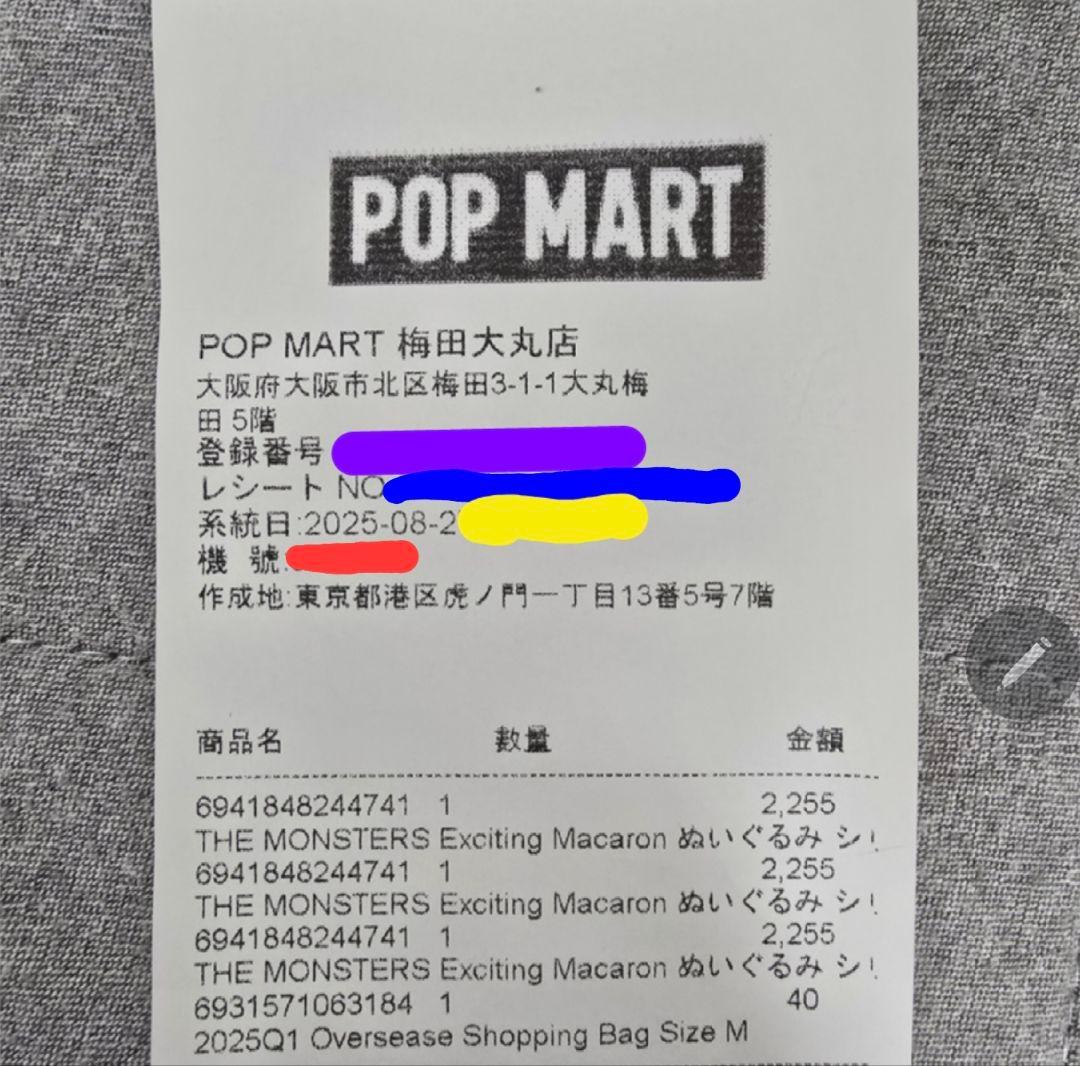 POP MART
POP MART 梅田大丸店
大阪府大阪市北区梅田3-1-1大丸梅
田 5階
登録番号
レシート NO
系統日:2025-08-2
機 號:
作成地:東京都港区虎ノ門一丁目13番5号7階
商品名 數量 金額
6941848244741 1 2,255
THE MONSTERS Exciting Macaron ぬいぐるみ シリ
6941848244741 1 2,255
THE MONSTERS Exciting Macaron ぬいぐるみ シリ
6941848244741 1 2,255
THE MONSTERS Exciting Macaron ぬいぐるみ シリ
6931571063184 1 40
2025Q1 Oversease Shopping Bag Size M